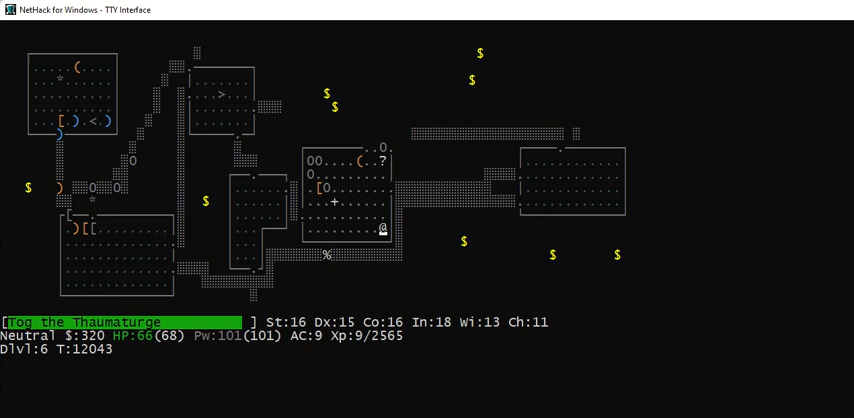 NetHack for Windows - TTY Interface
[Tog the Thaumaturge ] St:16 Dx:15 Co:16 In:18 Wi:13 Ch:11
Neutral $:320 HP:66(68) Pw:101(101) AC:9 Xp:9/2565
Dlvl:6 T:12043